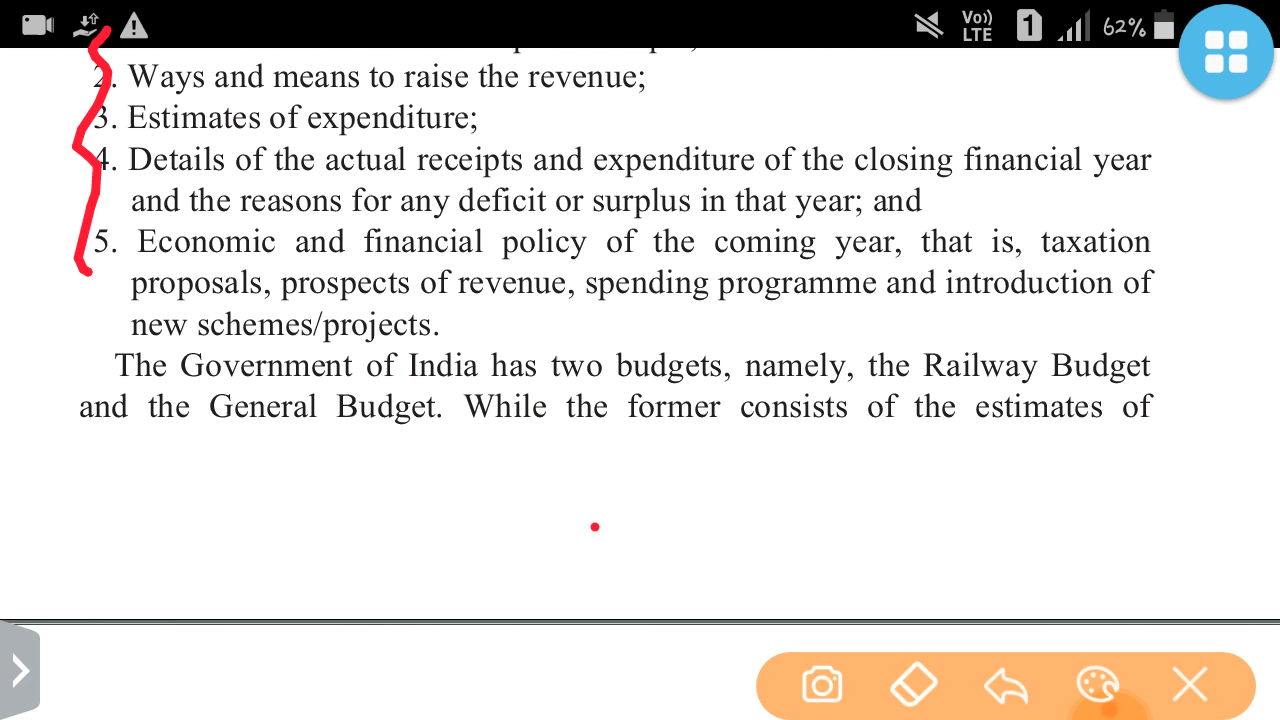 Vo))
LTE
1
62%
2. Ways and means to raise the revenue;
3. Estimates of expenditure;
4. Details of the actual receipts and expenditure of the closing financial year
and the reasons for any deficit or surplus in that year; and
5. Economic and financial policy of the coming year, that is, taxation
proposals, prospects of revenue, spending programme and introduction of
new schemes/projects.
The Government of India has two budgets, namely, the Railway Budget
and the General Budget. While the former consists of the estimates of